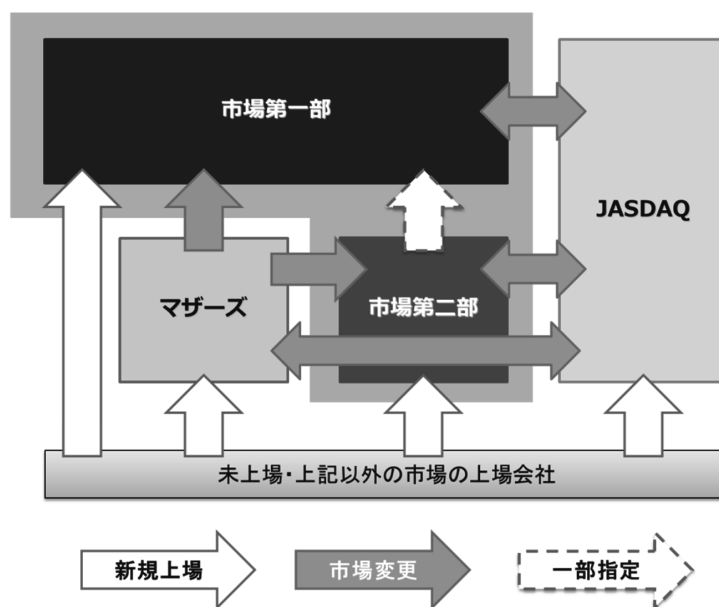 市場第一部
JASDAQ
マザーズ
市場第二部
未上場・上記以外の市場の上場会社
新規上場
市場変更
一部指定